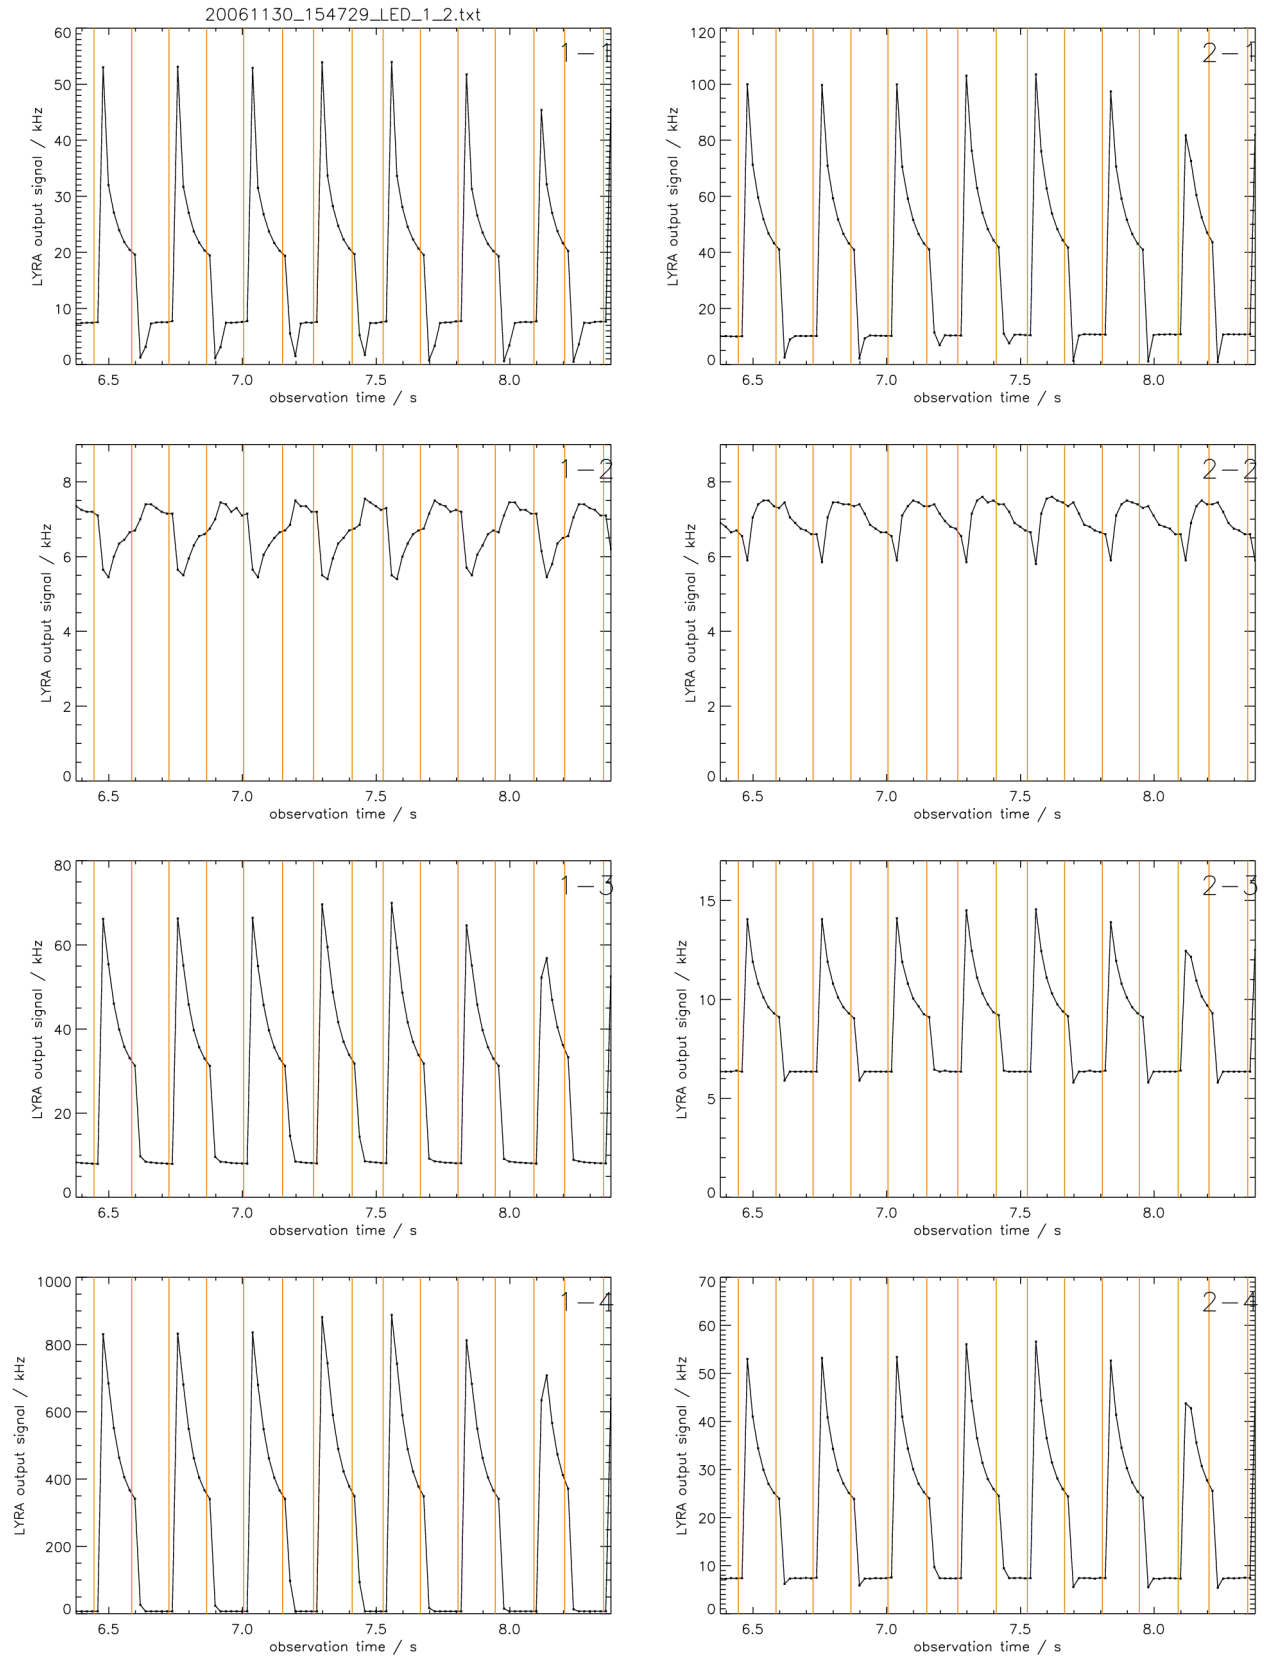 20061130_154729_LED_1_2.txt
1-1
LYRA output signal / kHz
60
50
40
30
20
10
0
6.5 7.0 7.5 8.0
observation time / s
2-1
LYRA output signal / kHz
120
100
80
60
40
20
0
6.5 7.0 7.5 8.0
observation time / s
1-2
LYRA output signal / kHz
8
6
4
2
0
6.5 7.0 7.5 8.0
observation time / s
2-2
LYRA output signal / kHz
8
6
4
2
0
6.5 7.0 7.5 8.0
observation time / s
1-3
LYRA output signal / kHz
80
60
40
20
0
6.5 7.0 7.5 8.0
observation time / s
2-3
LYRA output signal / kHz
15
10
5
0
6.5 7.0 7.5 8.0
observation time / s
1-4
LYRA output signal / kHz
1000
800
600
400
200
0
6.5 7.0 7.5 8.0
observation time / s
2-4
LYRA output signal / kHz
70
60
50
40
30
20
10
0
6.5 7.0 7.5 8.0
observation time / s